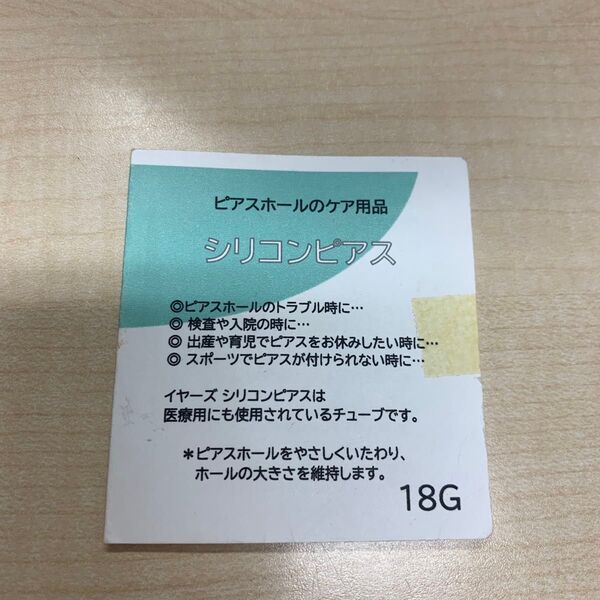 ピアスホールのケア用品
シリコンピアス
◎ピアスホールのトラブル時に…
◎ 検査や入院の時に…
◎ 出産や育児でピアスをお休みしたい時に…
◎ スポーツでピアスが付けられない時に…
イヤーズ シリコンピアスは
医療用にも使用されているチューブです。
＊ピアスホールをやさしくいたわり、
ホールの大きさを維持します。
18G